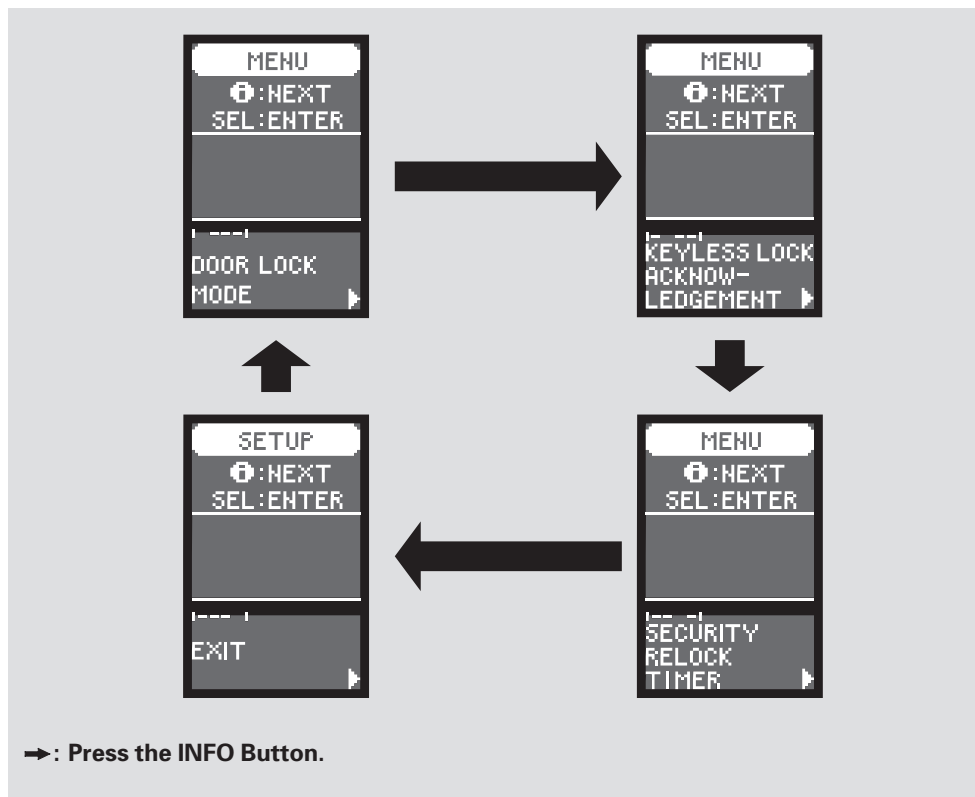 MENU
:NEXT
SEL:ENTER
DOOR LOCK
MODE
MENU
:NEXT
SEL:ENTER
KEYLESS LOCK
ACKNOW-
LEDGEMENT
SETUP
:NEXT
SEL:ENTER
EXIT
MENU
:NEXT
SEL:ENTER
SECURITY
RELOCK
TIMER
→: Press the INFO Button.